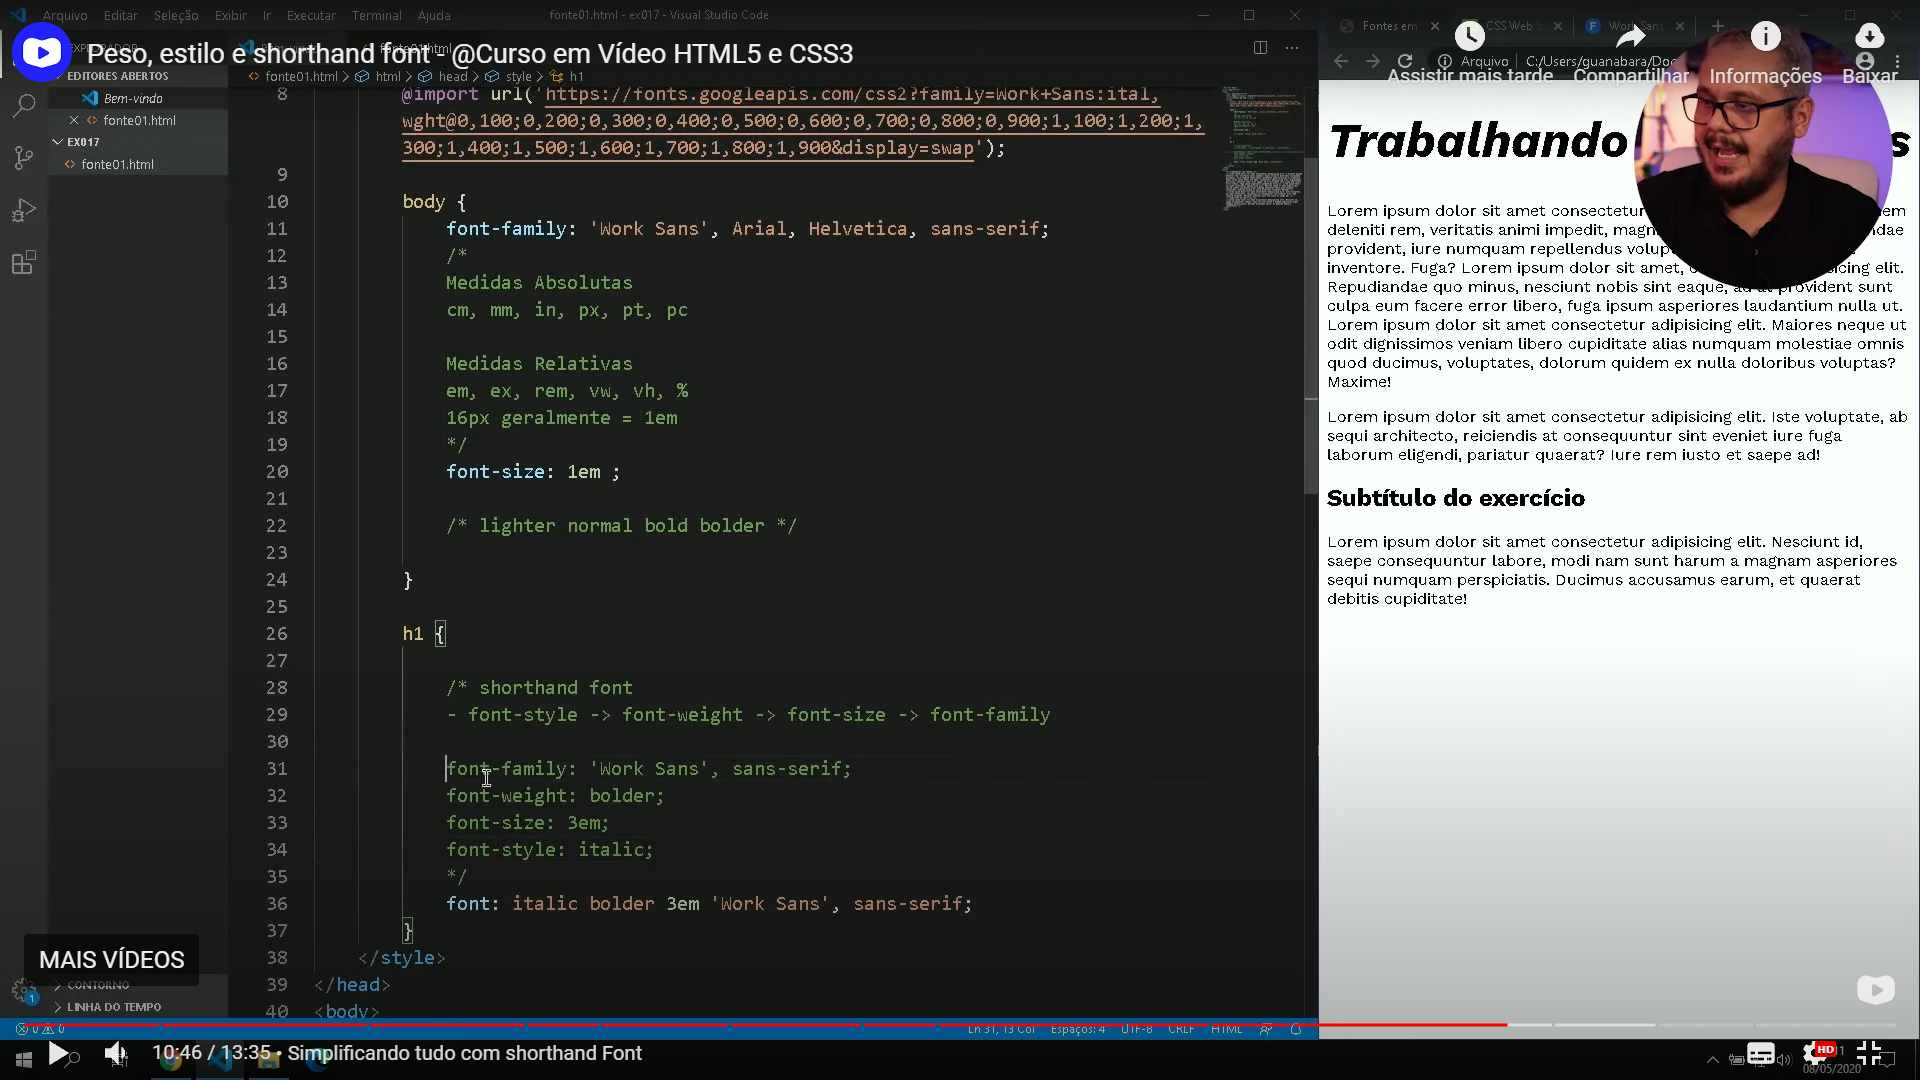 Arquivo Editar Seleção Exibir Ir Executar Terminal Ajuda
fonte01.html - ex017 - Visual Studio Code
Fontes em
CSS Web S
Work Sans
Peso, estilo e shorthand font - @Curso em Vídeo HTML5 e CSS3
Arquivo
C:/Users/guanabara/Doc
Assistir mais tarde Compartilhar Informações Baixar
EDITORES ABERTOS
Bem-vindo
fonte01.html
EX017
fonte01.html
fonte01.html > html > head > style > h1
8 @import url('https://fonts.googleapis.com/css2?family=Work+Sans:ital,
wght@0,100;0,200;0,300;0,400;0,500;0,600;0,700;0,800;0,900;1,100;1,200;1,
300;1,400;1,500;1,600;1,700;1,800;1,900&display=swap');
9
10 body {
11 font-family: 'Work Sans', Arial, Helvetica, sans-serif;
12 /*
13 Medidas Absolutas
14 cm, mm, in, px, pt, pc
15
16 Medidas Relativas
17 em, ex, rem, vw, vh, %
18 16px geralmente = 1em
19 */
20 font-size: 1em ;
21
22 /* lighter normal bold bolder */
23
24 }
25
26 h1 {
27
28 /* shorthand font
29 - font-style -> font-weight -> font-size -> font-family
30
31 font-family: 'Work Sans', sans-serif;
32 font-weight: bolder;
33 font-size: 3em;
34 font-style: italic;
35 */
36 font: italic bolder 3em 'Work Sans', sans-serif;
37 }
38 </style>
39 </head>
40 <body>
Trabalhando s
Lorem ipsum dolor sit amet consectetur
deleniti rem, veritatis animi impedit,
provident, iure numquam repellendus
inventore. Fuga? Lorem ipsum dolor sit amet, elit.
Repudiandae quo minus, nesciunt nobis sint eaque, provident sunt
culpa eum facere error libero, fuga ipsum asperiores laudantium nulla ut.
Lorem ipsum dolor sit amet consectetur adipisicing elit. Maiores neque ut
odit dignissimos veniam libero cupiditate alias numquam molestiae omnis
quod ducimus, voluptates, dolorum quidem ex nulla doloribus voluptas?
Maxime!
Lorem ipsum dolor sit amet consectetur adipisicing elit. Iste voluptate, ab
sequi architecto, reiciendis at consequuntur sint eveniet iure fuga
laborum eligendi, pariatur quaerat? Iure rem iusto et saepe ad!
Subtítulo do exercício
Lorem ipsum dolor sit amet consectetur adipisicing elit. Nesciunt id,
saepe consequuntur labore, modi nam sunt harum a magnam asperiores
sequi numquam perspiciatis. Ducimus accusamus earum, et quaerat
debitis cupiditate!
MAIS VÍDEOS
CONTORNO
LINHA DO TEMPO
1
0 0
Ln 31, 13 Col Espaços: 4 UTF-8 CRLF HTML
10:46 / 13:35 • Simplificando tudo com shorthand Font
HD
08/05/2020